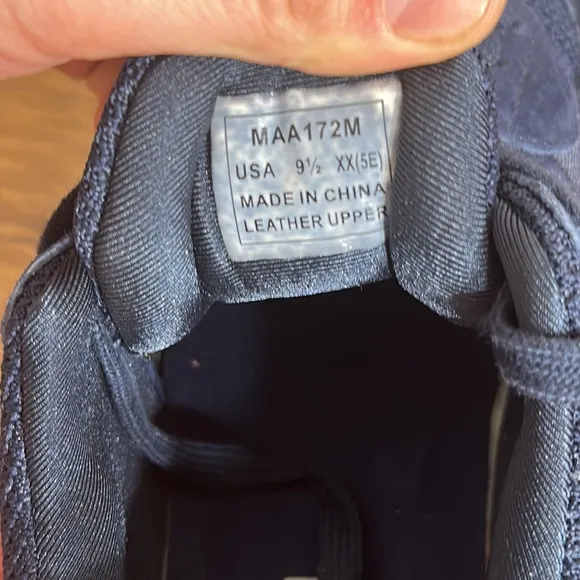 MAA172M
USA 9½ XX(5E)
MADE IN CHINA
LEATHER UPPER